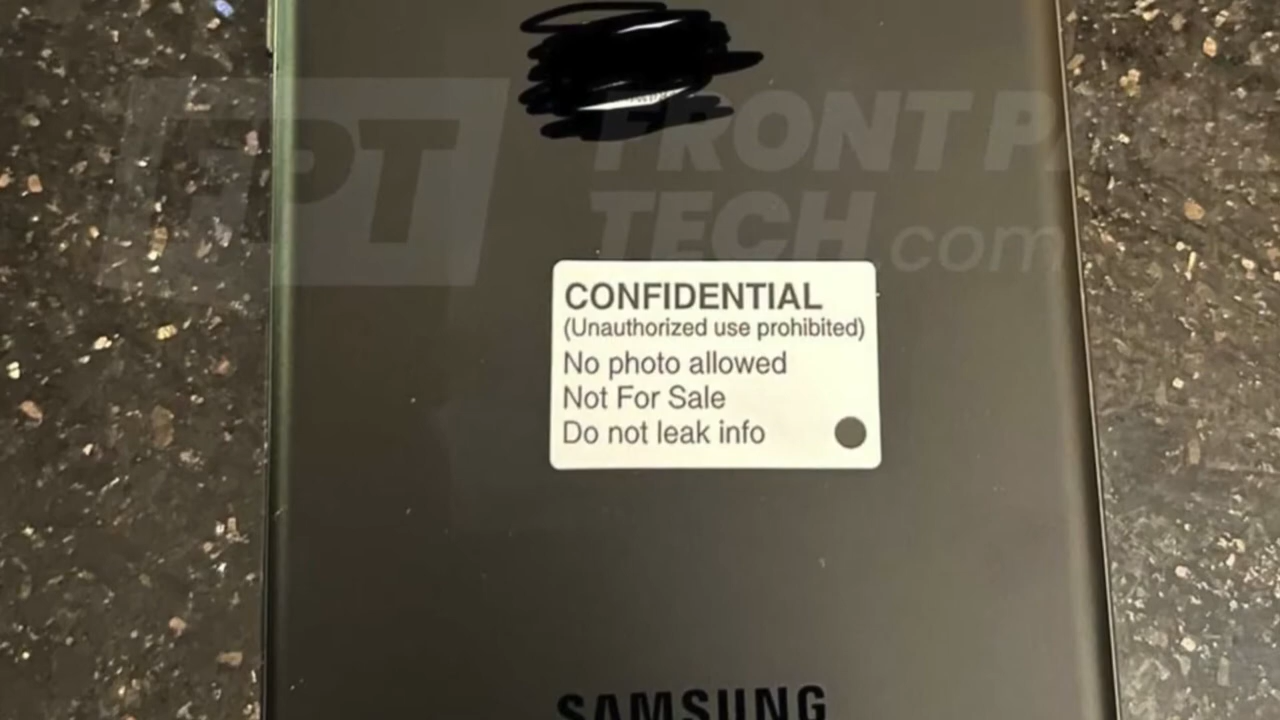 FPT
FRONT PAGE
TECH com
CONFIDENTIAL
(Unauthorized use prohibited)
No photo allowed
Not For Sale
Do not leak info
SAMSUNG